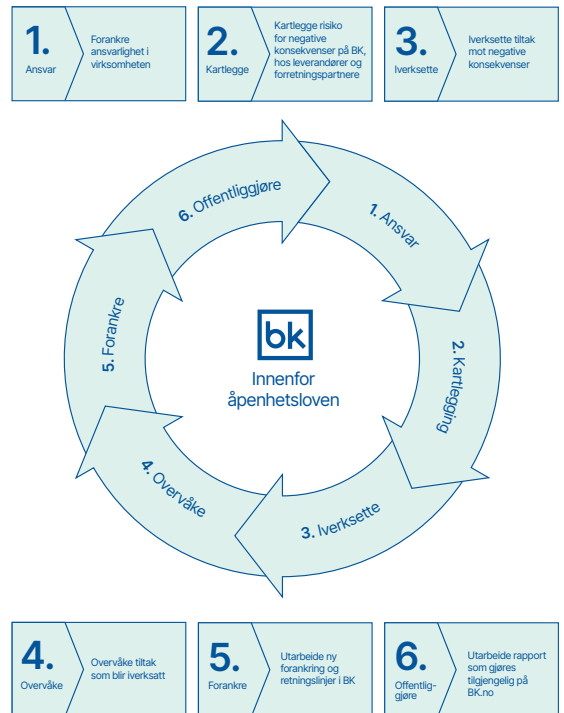 1.
Ansvar
Forankre
ansvarlighet i
virksomheten
2.
Kartlegge
Kartlegge risiko
for negative
konsekvenser på BK,
hos leverandører og
forretningspartnere
3.
Iverksette
Iverksette tiltak
mot negative
konsekvenser
6. Offentliggjøre
1. Ansvar
5. Forankre
2. Kartlegging
bk
Innenfor
åpenhetsloven
4. Overvåke
3. Iverksette
4.
Overvåke
Overvåke tiltak
som blir iverksatt
5.
Forankre
Utarbeide ny
forankring og
retningslinjer i BK
6.
Offentlig-
gjøre
Utarbeide rapport
som gjøres
tilgjengelig på
BK.no